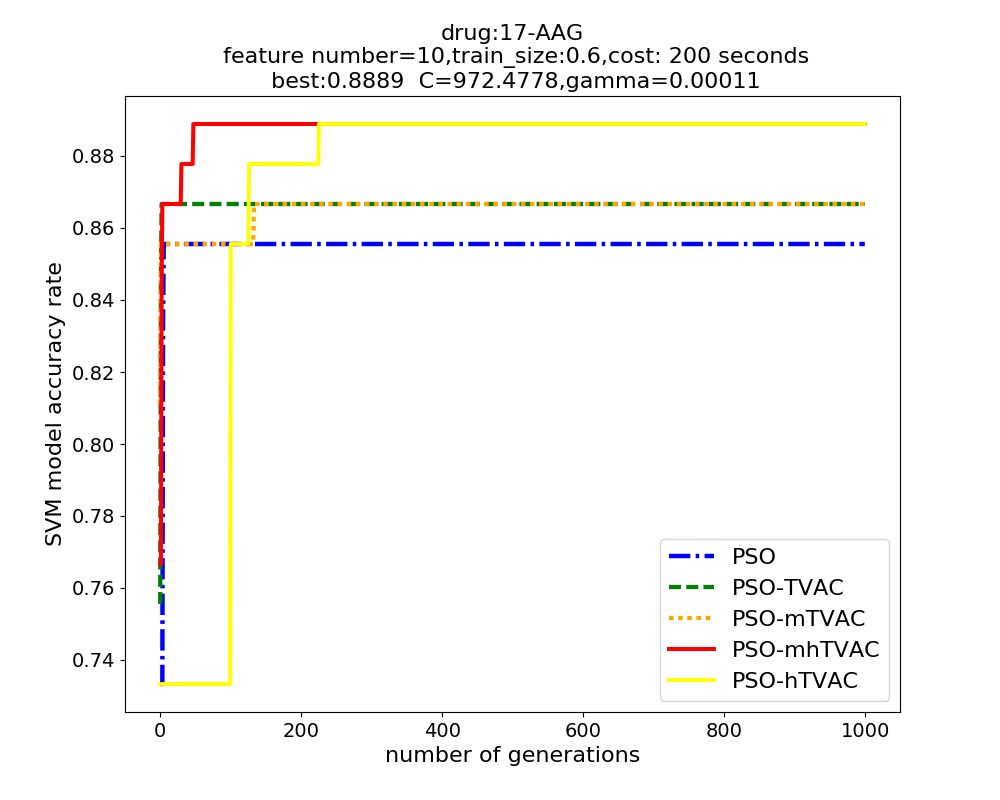 drug:17-AAG
feature number=10,train_size:0.6,cost: 200 seconds
best:0.8889  C=972.4778,gamma=0.00011
0.88
0.86
0.84
0.82
0.80
0.78
0.76
0.74
SVM model accuracy rate
0 200 400 600 800 1000
number of generations
PSO
PSO-TVAC
PSO-mTVAC
PSO-mhTVAC
PSO-hTVAC